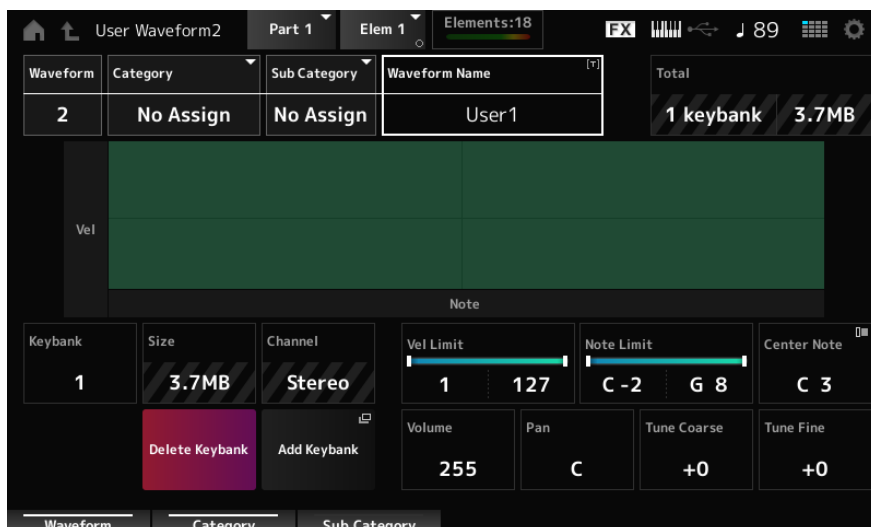 User Waveform2
Part 1
Elem 1
Elements:18
FX
♩ 89
Waveform
Category
Sub Category
Waveform Name
[T]
Total
2
No Assign
No Assign
User1
1 keybank
3.7MB
Vel
Note
Keybank
Size
Channel
Vel Limit
Note Limit
Center Note
1
3.7MB
Stereo
1
127
C -2
G 8
C 3
Delete Keybank
Add Keybank
Volume
Pan
Tune Coarse
Tune Fine
255
C
+0
+0
Waveform
Category
Sub Category